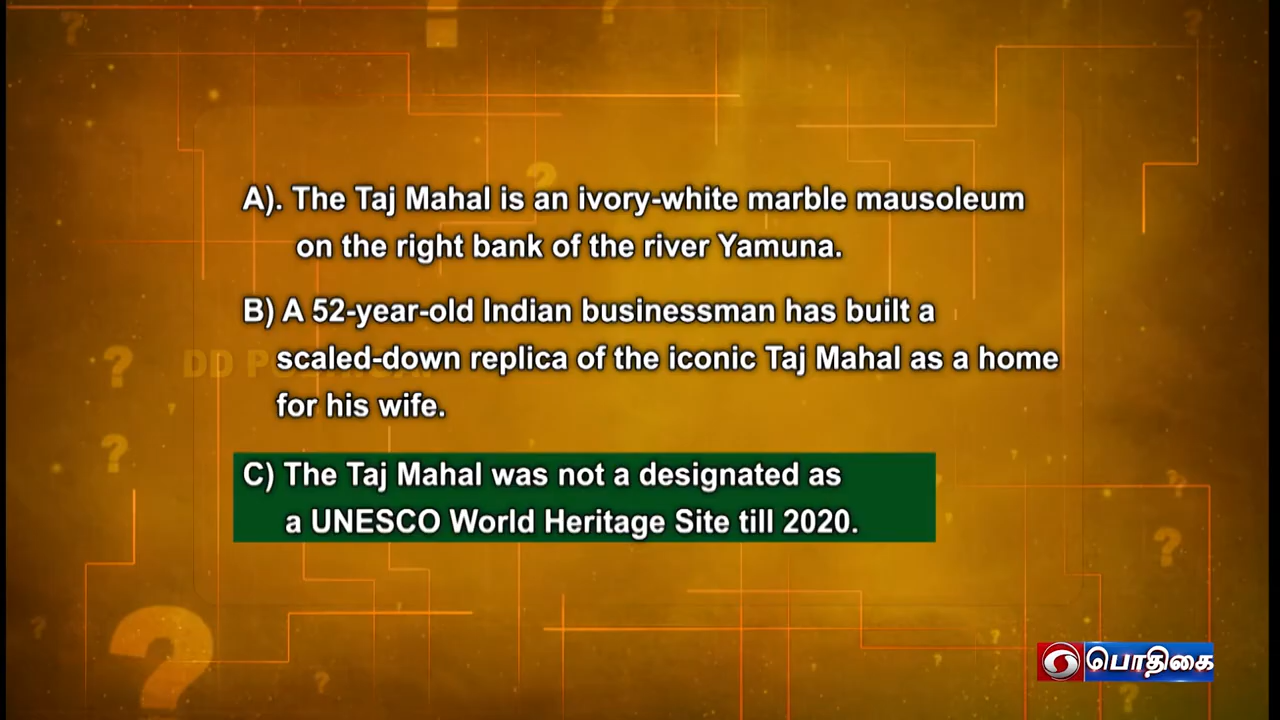 A). The Taj Mahal is an ivory-white marble mausoleum
on the right bank of the river Yamuna.
B) A 52-year-old Indian businessman has built a
scaled-down replica of the iconic Taj Mahal as a home
for his wife.
C) The Taj Mahal was not a designated as
a UNESCO World Heritage Site till 2020.
பொதிகை